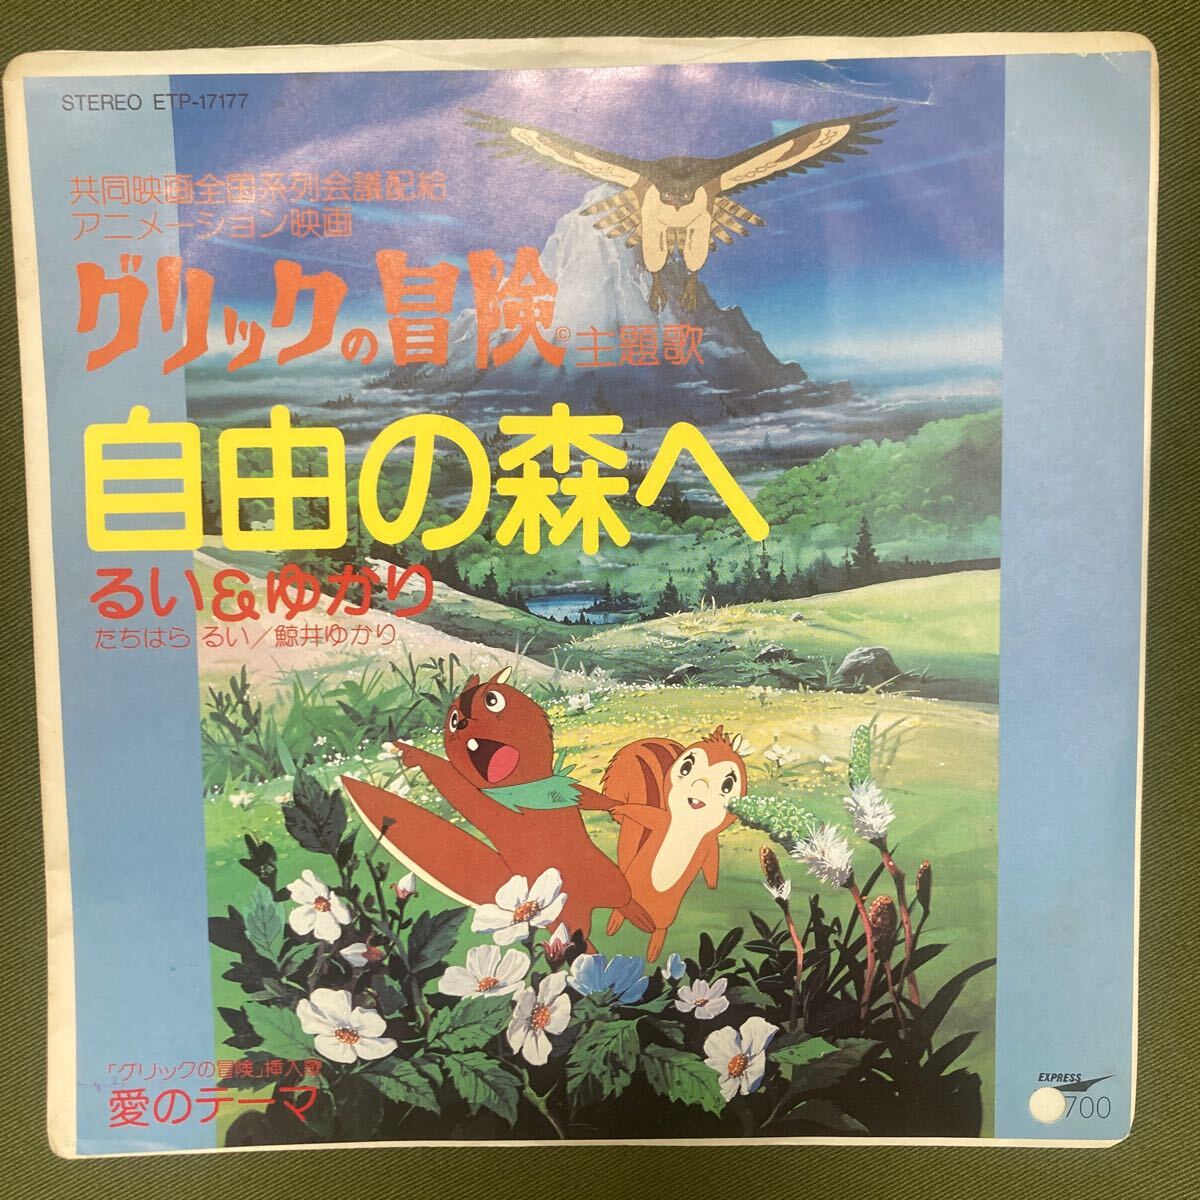 STEREO ETP-17177
共同映画全国系列会議配給
アニメーション映画
グリックの冒険©主題歌
自由の森へ
るい&ゆかり
たちはら るい/鯨井ゆかり
「グリックの冒険」挿入歌
愛のテーマ
EXPRESS
700